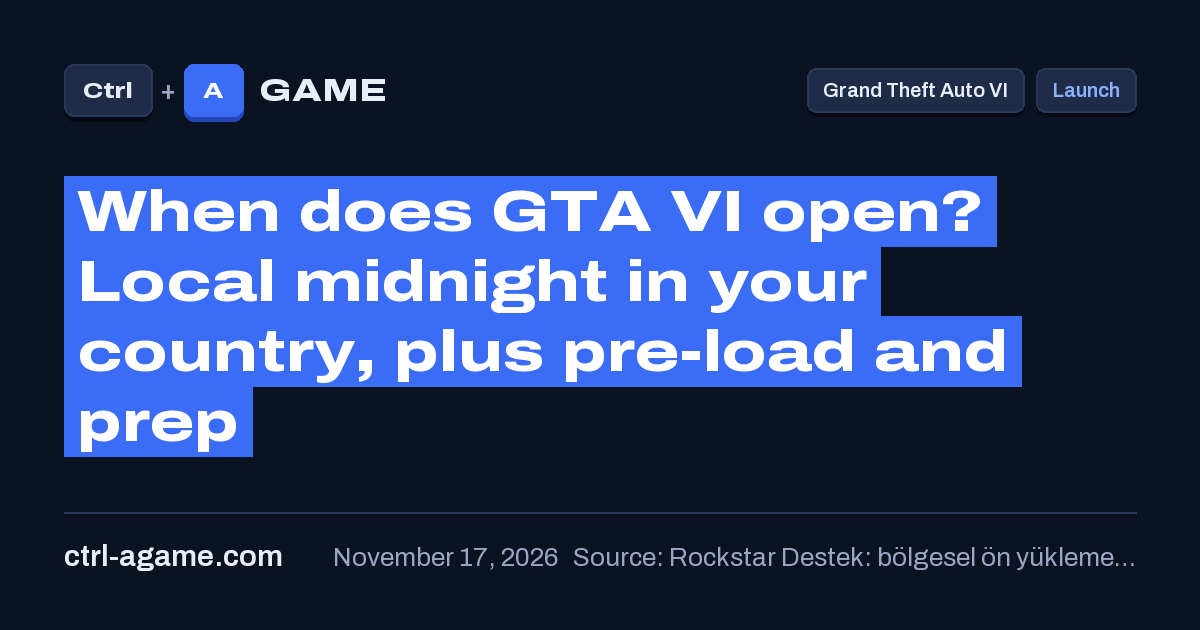 Ctrl + A GAME
Grand Theft Auto VI
Launch
When does GTA VI open?
Local midnight in your
country, plus pre-load and
prep
ctrl-agame.com
November 17, 2026 Source: Rockstar Destek: bölgesel ön yükleme…